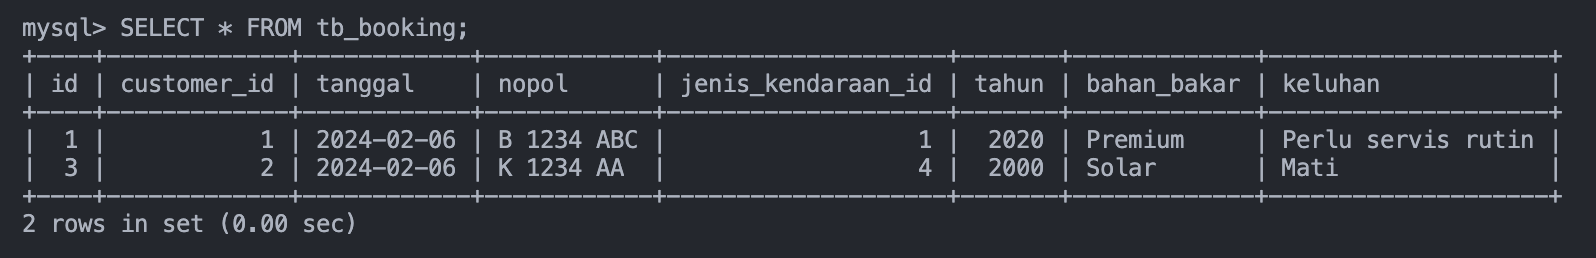 mysql> SELECT * FROM tb_booking;
+----+-------------+------------+------------+--------------------+-------+-------------+--------------------+
| id | customer_id | tanggal    | nopol      | jenis_kendaraan_id | tahun | bahan_bakar | keluhan            |
+----+-------------+------------+------------+--------------------+-------+-------------+--------------------+
|  1 |           1 | 2024-02-06 | B 1234 ABC |                  1 |  2020 | Premium     | Perlu servis rutin |
|  3 |           2 | 2024-02-06 | K 1234 AA  |                  4 |  2000 | Solar       | Mati               |
+----+-------------+------------+------------+--------------------+-------+-------------+--------------------+
2 rows in set (0.00 sec)